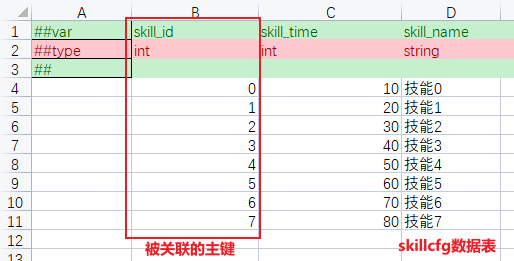 A B C D
1 ##var skill_id skill_time skill_name
2 ##type int int string
3 ##
4 0 10 技能0
5 1 20 技能1
6 2 30 技能2
7 3 40 技能3
8 4 50 技能4
9 5 60 技能5
10 6 70 技能6
11 7 80 技能7
12 被关联的主键 skillcfg数据表
13